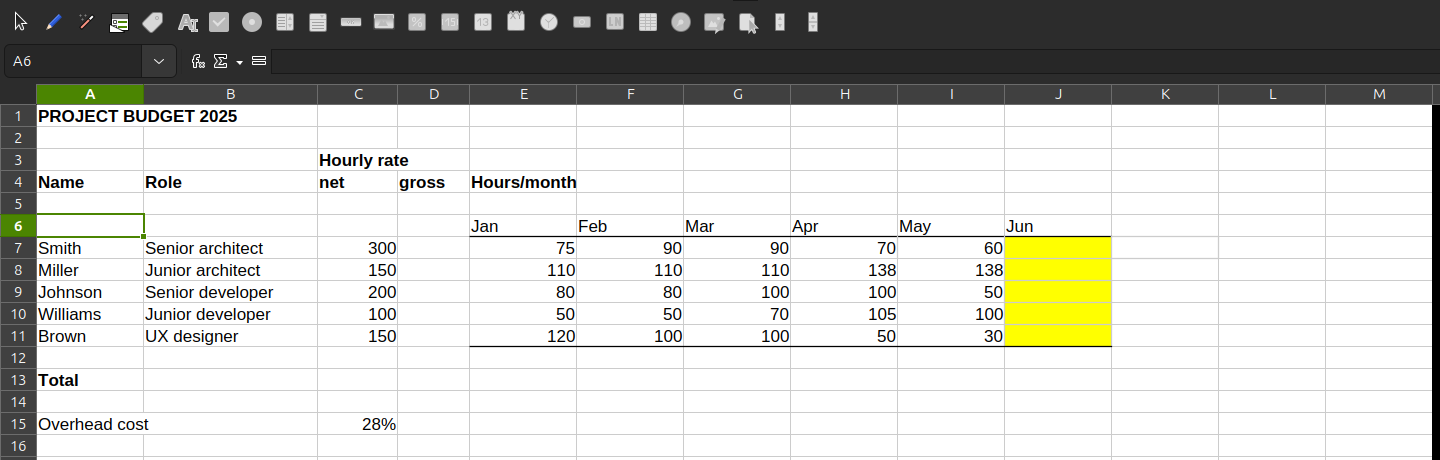 A6
A B C D E F G H I J K L M
1 PROJECT BUDGET 2025
2
3 Hourly rate
4 Name Role net gross Hours/month
5
6 Jan Feb Mar Apr May Jun
7 Smith Senior architect 300 75 90 90 70 60
8 Miller Junior architect 150 110 110 110 138 138
9 Johnson Senior developer 200 80 80 100 100 50
10 Williams Junior developer 100 50 50 70 105 100
11 Brown UX designer 150 120 100 100 50 30
12
13 Total
14
15 Overhead cost 28%
16